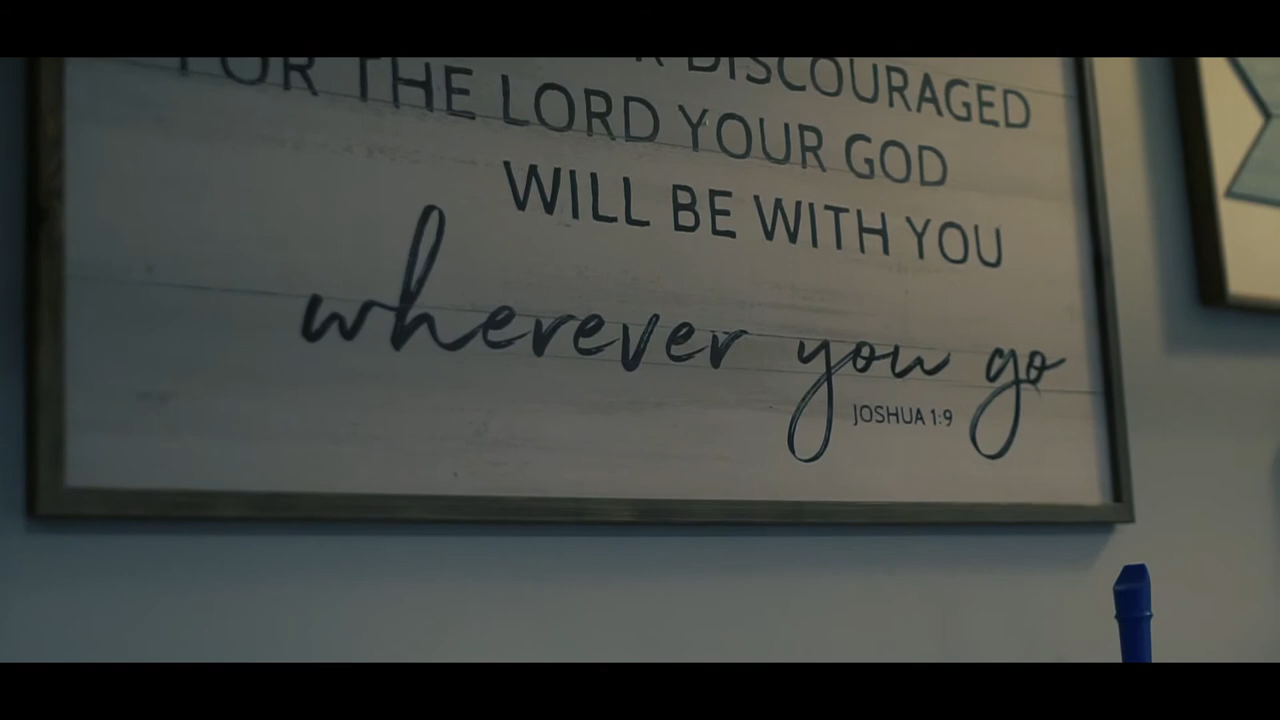 R DISCOURAGED
FOR THE LORD YOUR GOD
WILL BE WITH YOU
wherever you go
JOSHUA 1:9